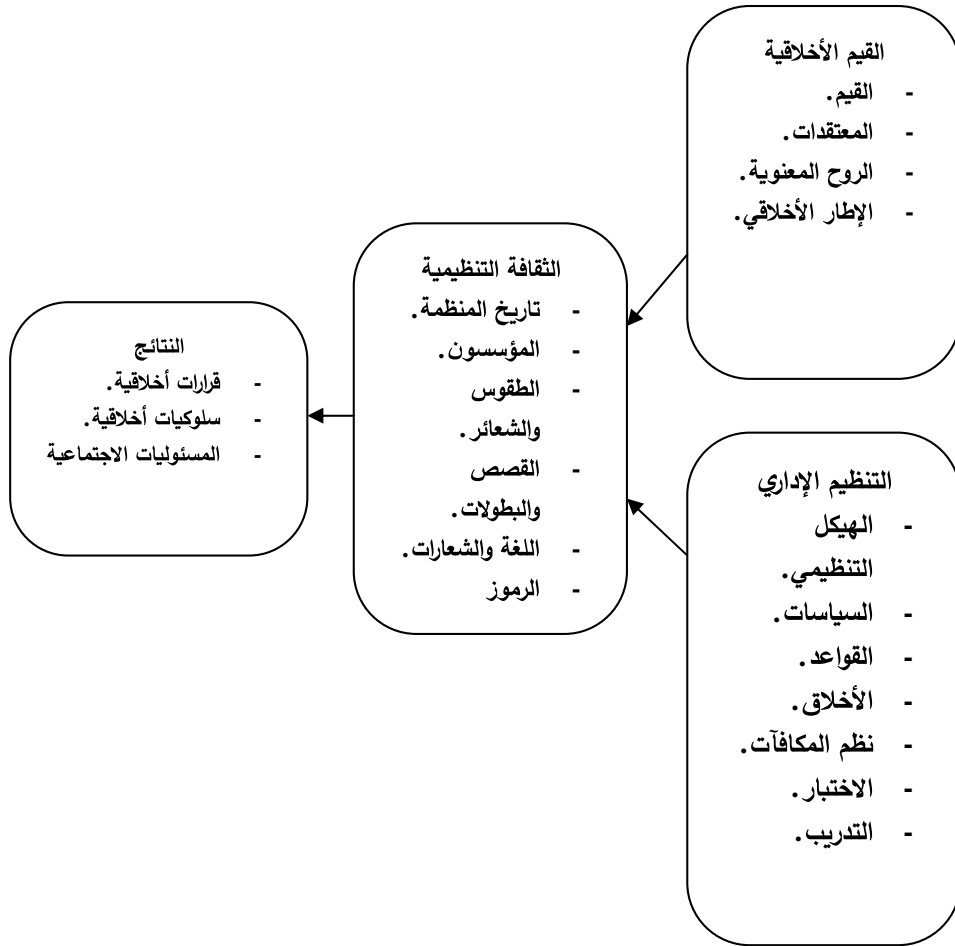 القيم الأخلاقية
- القيم.
- المعتقدات.
- الروح المعنوية.
- الإطار الأخلاقي.
التنظيم الإداري
- الهيكل
التنظيمي.
- السياسات.
- القواعد.
- الأخلاق.
- نظم المكافآت.
- الاختبار.
- التدريب.
الثقافة التنظيمية
- تاريخ المنظمة.
- المؤسسون.
- الطقوس
والشعائر.
- القصص
والبطولات.
- اللغة والشعارات.
- الرموز
النتائج
- قرارات أخلاقية.
- سلوكيات أخلاقية.
- المسئوليات الاجتماعية